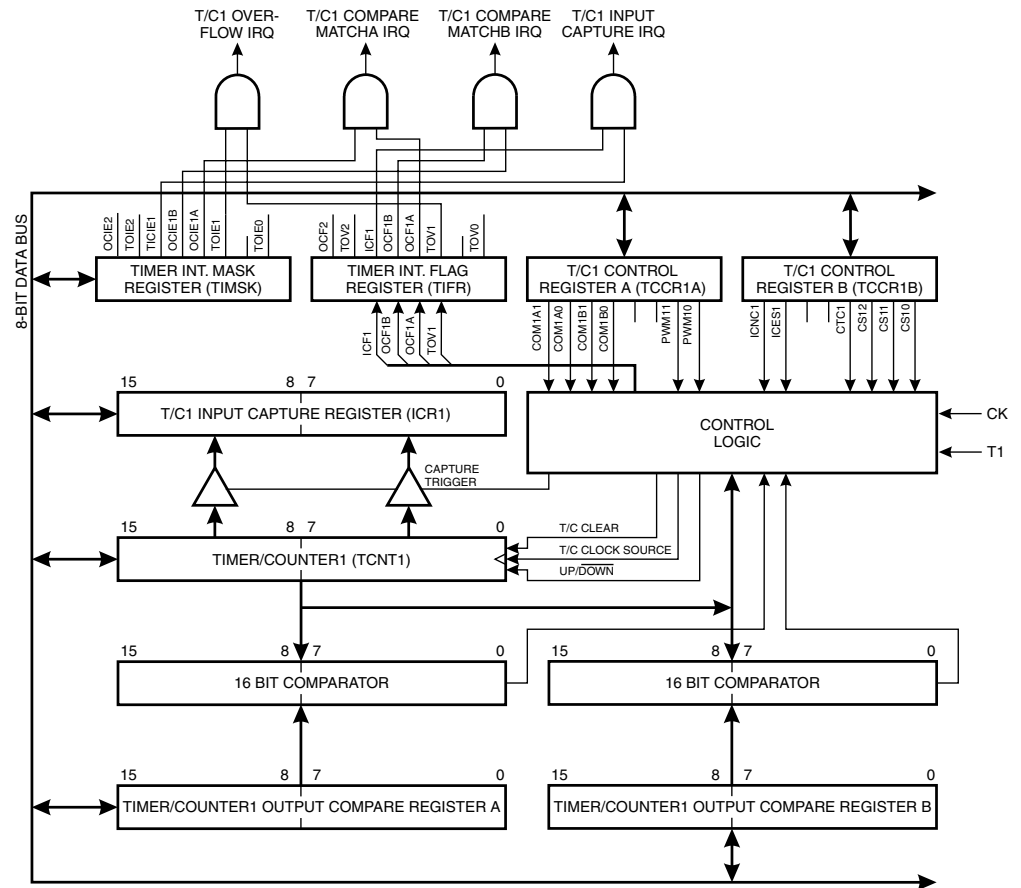 T/C1 OVER-
FLOW IRQ
T/C1 COMPARE
MATCHA IRQ
T/C1 COMPARE
MATCHB IRQ
T/C1 INPUT
CAPTURE IRQ
8-BIT DATA BUS
OCIE2
TOIE2
TICIE1
OCIE1B
OCIE1A
TOIE1
TOIE0
OCF2
TOV2
ICF1
OCF1B
OCF1A
TOV1
TOV0
TIMER INT. MASK
REGISTER (TIMSK)
TIMER INT. FLAG
REGISTER (TIFR)
T/C1 CONTROL
REGISTER A (TCCR1A)
T/C1 CONTROL
REGISTER B (TCCR1B)
ICF1
OCF1B
OCF1A
TOV1
COM1A1
COM1A0
COM1B1
COM1B0
PWM11
PWM10
ICNC1
ICES1
CTC1
CS12
CS11
CS10
15 8 7 0
T/C1 INPUT CAPTURE REGISTER (ICR1)
CONTROL
LOGIC
CK
T1
CAPTURE
TRIGGER
15 8 7 0
TIMER/COUNTER1 (TCNT1)
T/C CLEAR
T/C CLOCK SOURCE
UP/DOWN
15 8 7 0
16 BIT COMPARATOR
15 8 7 0
16 BIT COMPARATOR
15 8 7 0
TIMER/COUNTER1 OUTPUT COMPARE REGISTER A
15 8 7 0
TIMER/COUNTER1 OUTPUT COMPARE REGISTER B